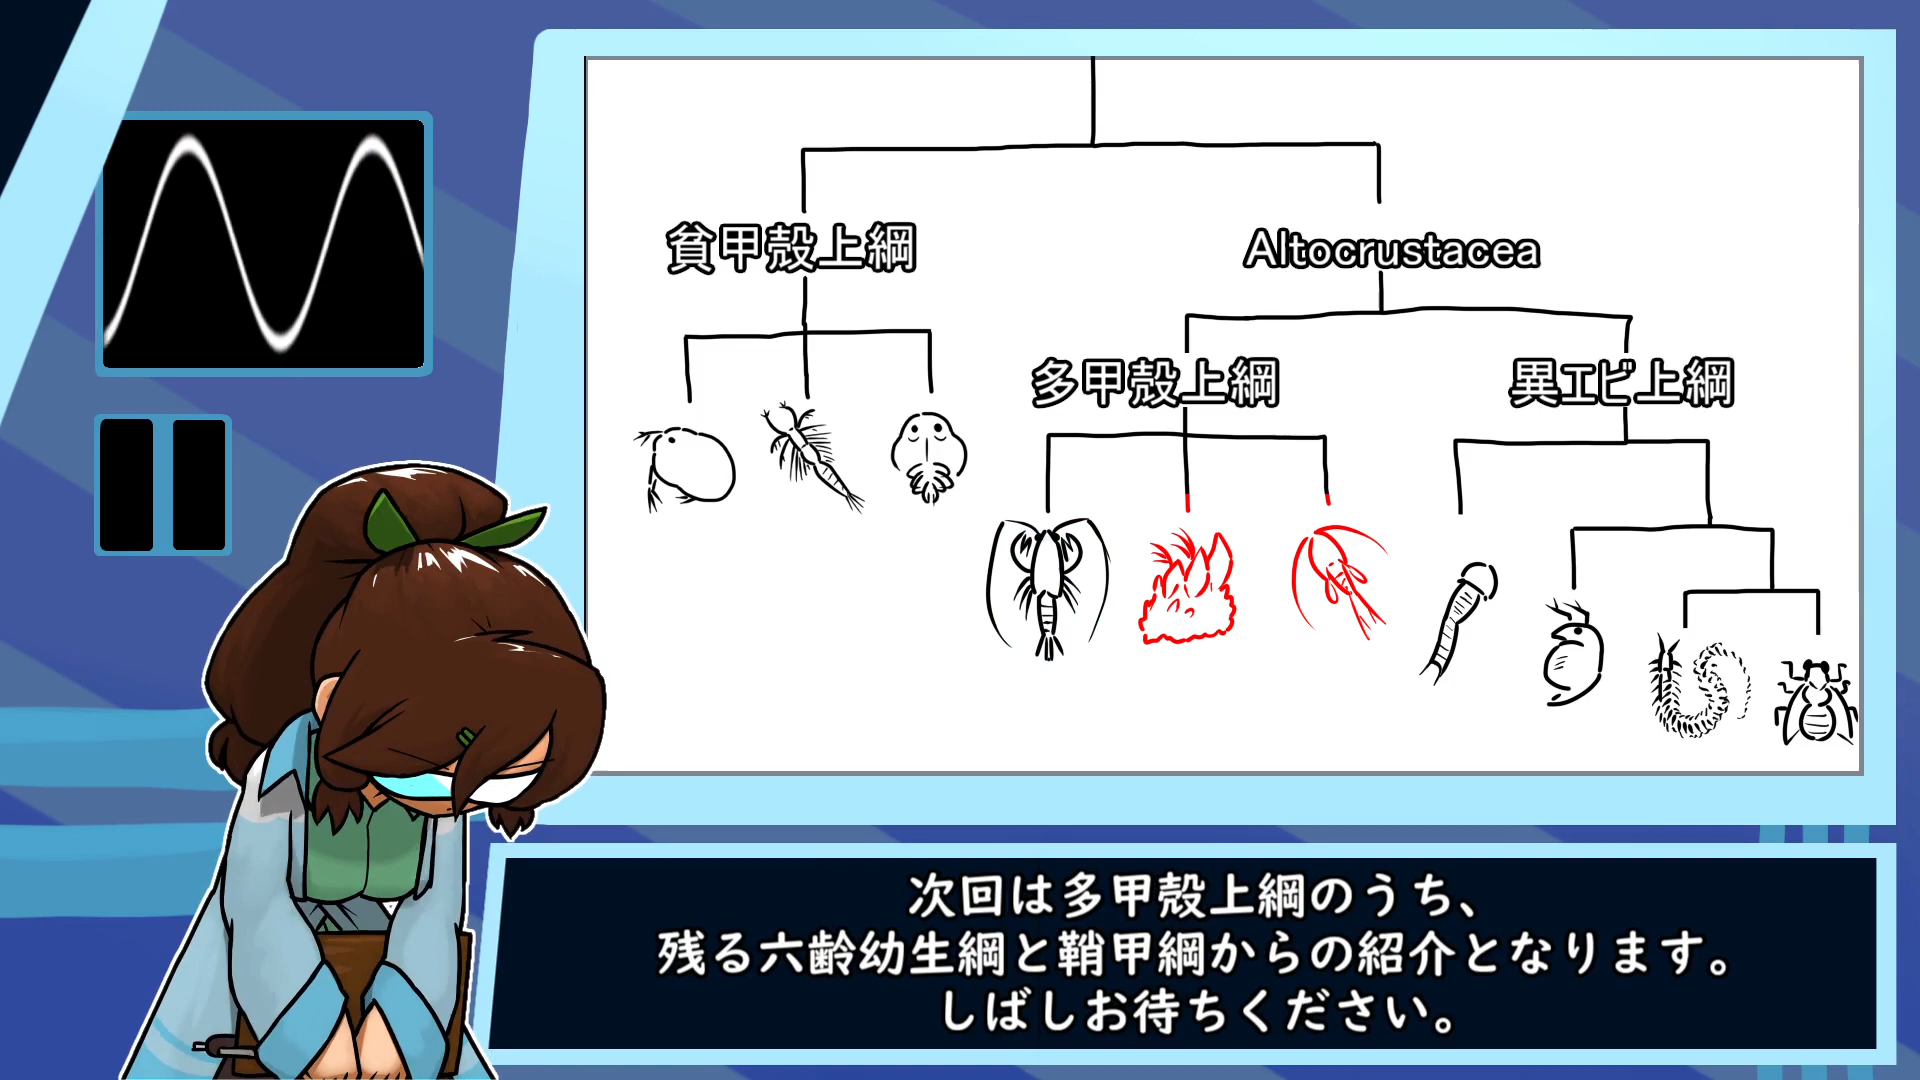 貧甲殻上綱
Altocrustacea
多甲殻上綱
異エビ上綱
次回は多甲殻上綱のうち、
残る六齢幼生綱と鞘甲綱からの紹介となります。
しばしお待ちください。